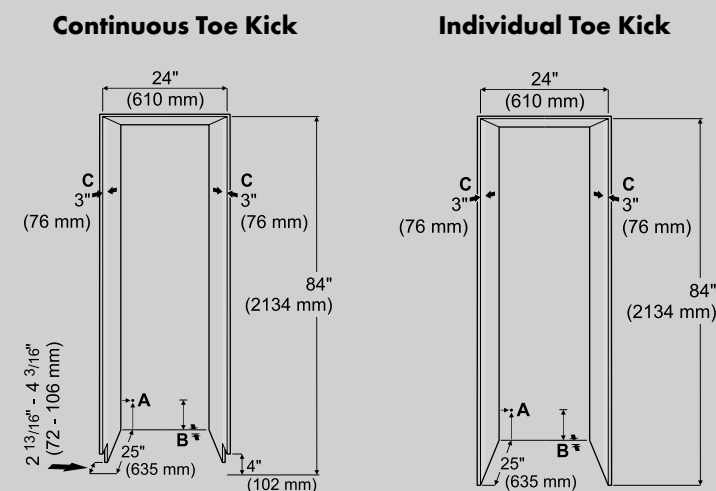 Continuous Toe Kick
24"
(610 mm)
C
3"
(76 mm)
C
3"
(76 mm)
84"
(2134 mm)
2 13/16" - 4 3/16"
(72 - 106 mm)
A
B
25"
(635 mm)
4"
(102 mm)
Individual Toe Kick
24"
(610 mm)
C
3"
(76 mm)
C
3"
(76 mm)
84"
(2134 mm)
A
B
25"
(635 mm)